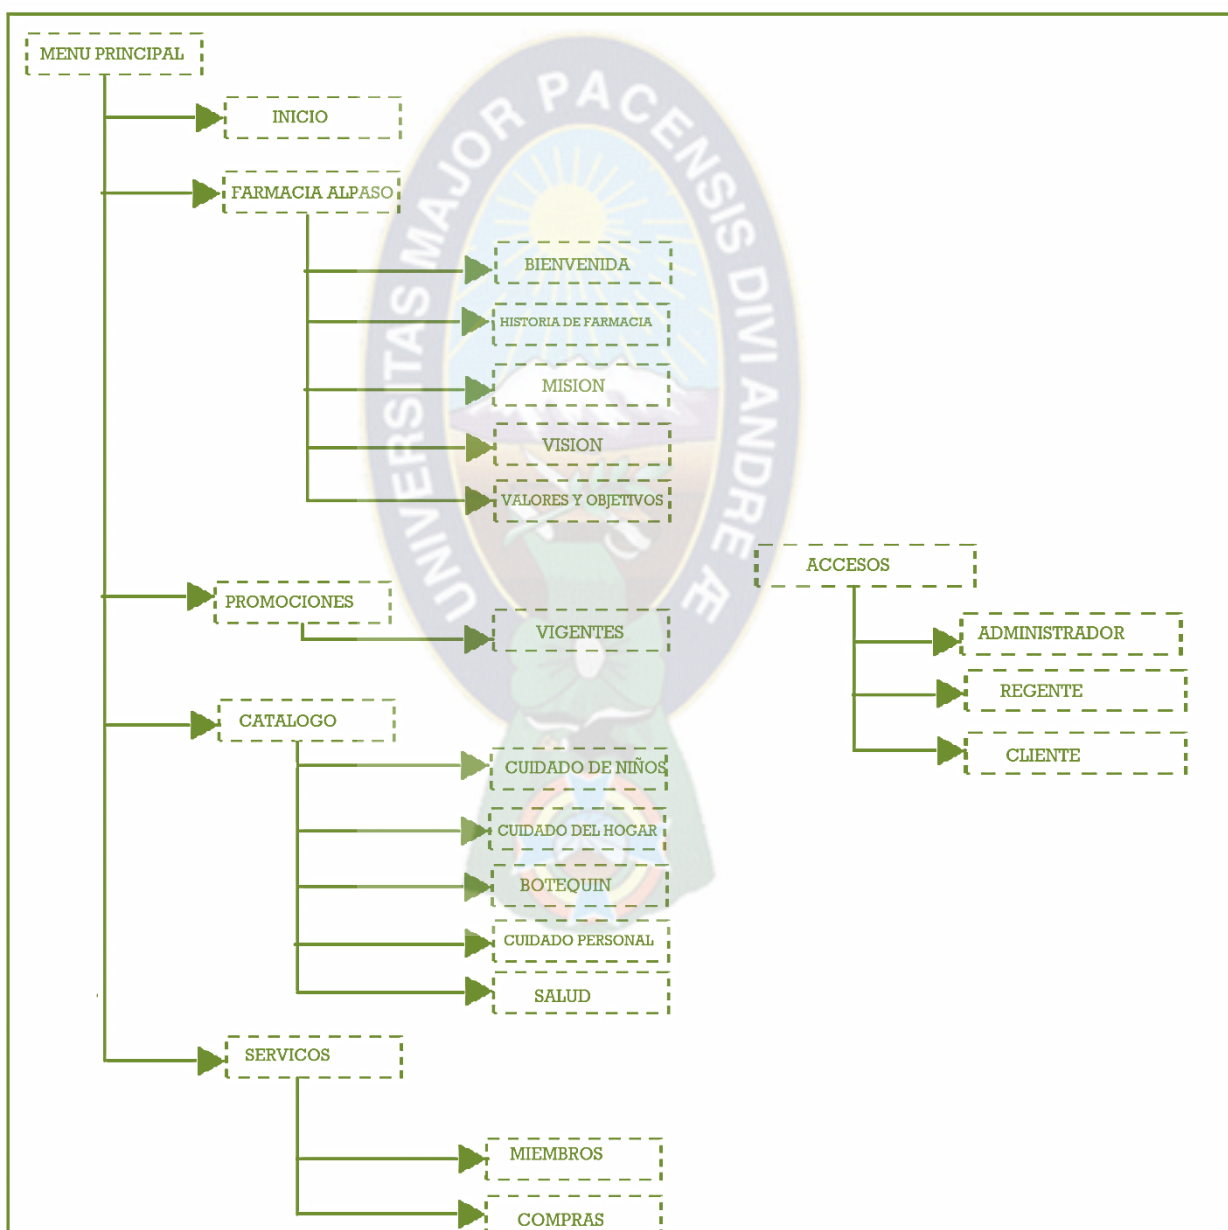 MENU PRINCIPAL
INICIO
FARMACIA ALPASO
BIENVENIDA
HISTORIA DE FARMACIA
MISION
VISION
VALORES Y OBJETIVOS
PROMOCIONES
VIGENTES
CATALOGO
CUIDADO DE NIÑOS
CUIDADO DEL HOGAR
BOTEQUIN
CUIDADO PERSONAL
SALUD
SERVICOS
MIEMBROS
COMPRAS
ACCESOS
ADMINISTRADOR
REGENTE
CLIENTE
UNIVERSITAS MAJOR PACENSIS DIVI ANDRE Æ